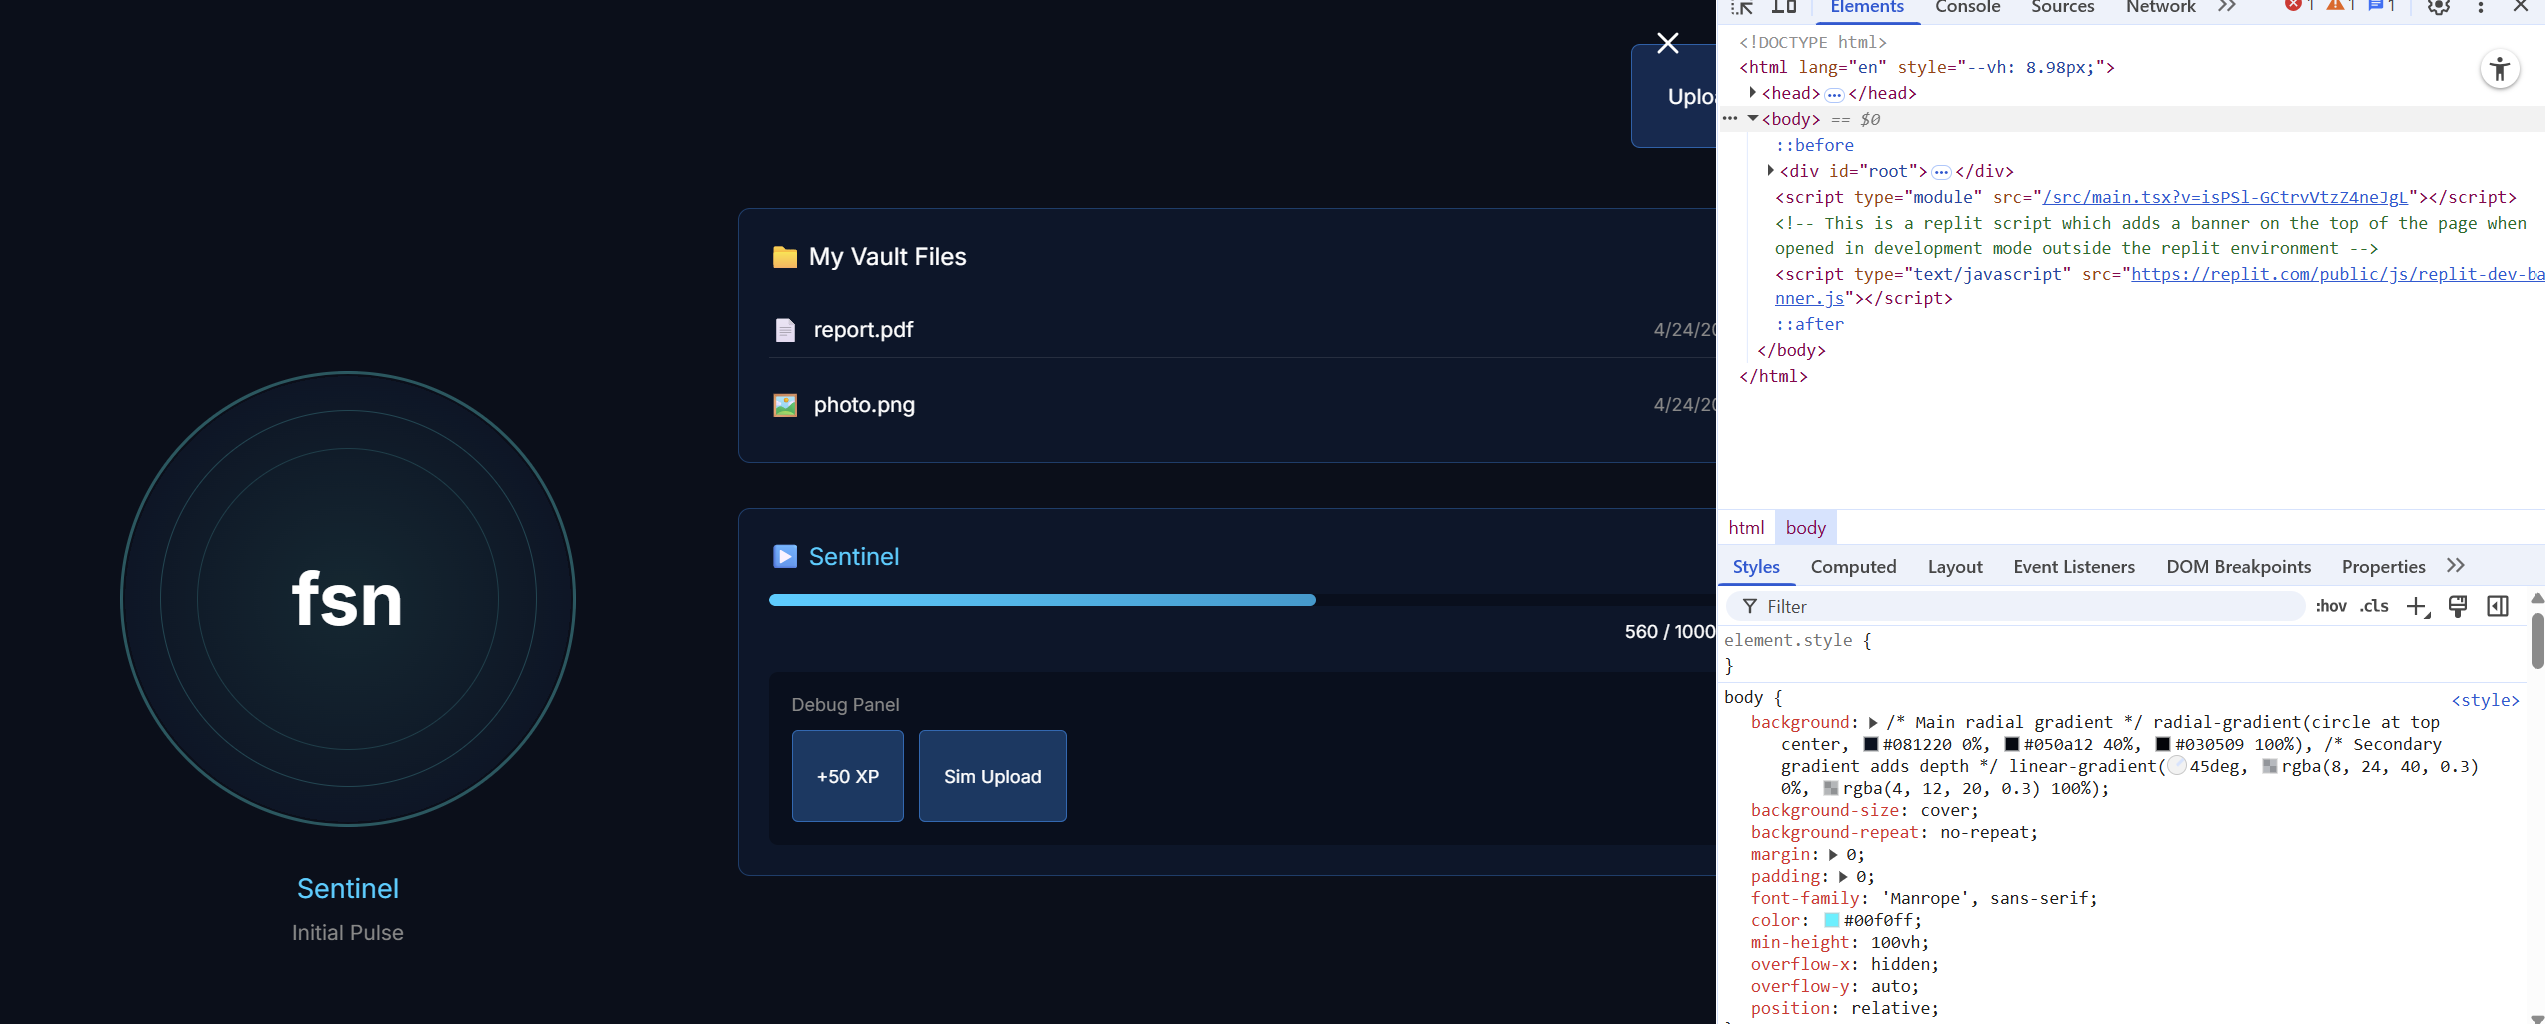 Uploa
My Vault Files
report.pdf
4/24/20
photo.png
4/24/20
Sentinel
560 / 1000
Debug Panel
+50 XP
Sim Upload
fsn
Sentinel
Initial Pulse
Elements Console Sources Network 1 1 1
<!DOCTYPE html>
<html lang="en" style="--vh: 8.98px;">
<head>…</head>
… <body> == $0
::before
<div id="root">…</div>
<script type="module" src="/src/main.tsx?v=isPSl-GCtrvVtzZ4neJgL"></script>
<!-- This is a replit script which adds a banner on the top of the page when
opened in development mode outside the replit environment -->
<script type="text/javascript" src="https://replit.com/public/js/replit-dev-ba
nner.js"></script>
::after
</body>
</html>
html body
Styles Computed Layout Event Listeners DOM Breakpoints Properties
Filter :hov .cls
element.style {
}
body { <style>
background: /* Main radial gradient */ radial-gradient(circle at top
center, #081220 0%, #050a12 40%, #030509 100%), /* Secondary
gradient adds depth */ linear-gradient(45deg, rgba(8, 24, 40, 0.3)
0%, rgba(4, 12, 20, 0.3) 100%);
background-size: cover;
background-repeat: no-repeat;
margin: 0;
padding: 0;
font-family: 'Manrope', sans-serif;
color: #00f0ff;
min-height: 100vh;
overflow-x: hidden;
overflow-y: auto;
position: relative;